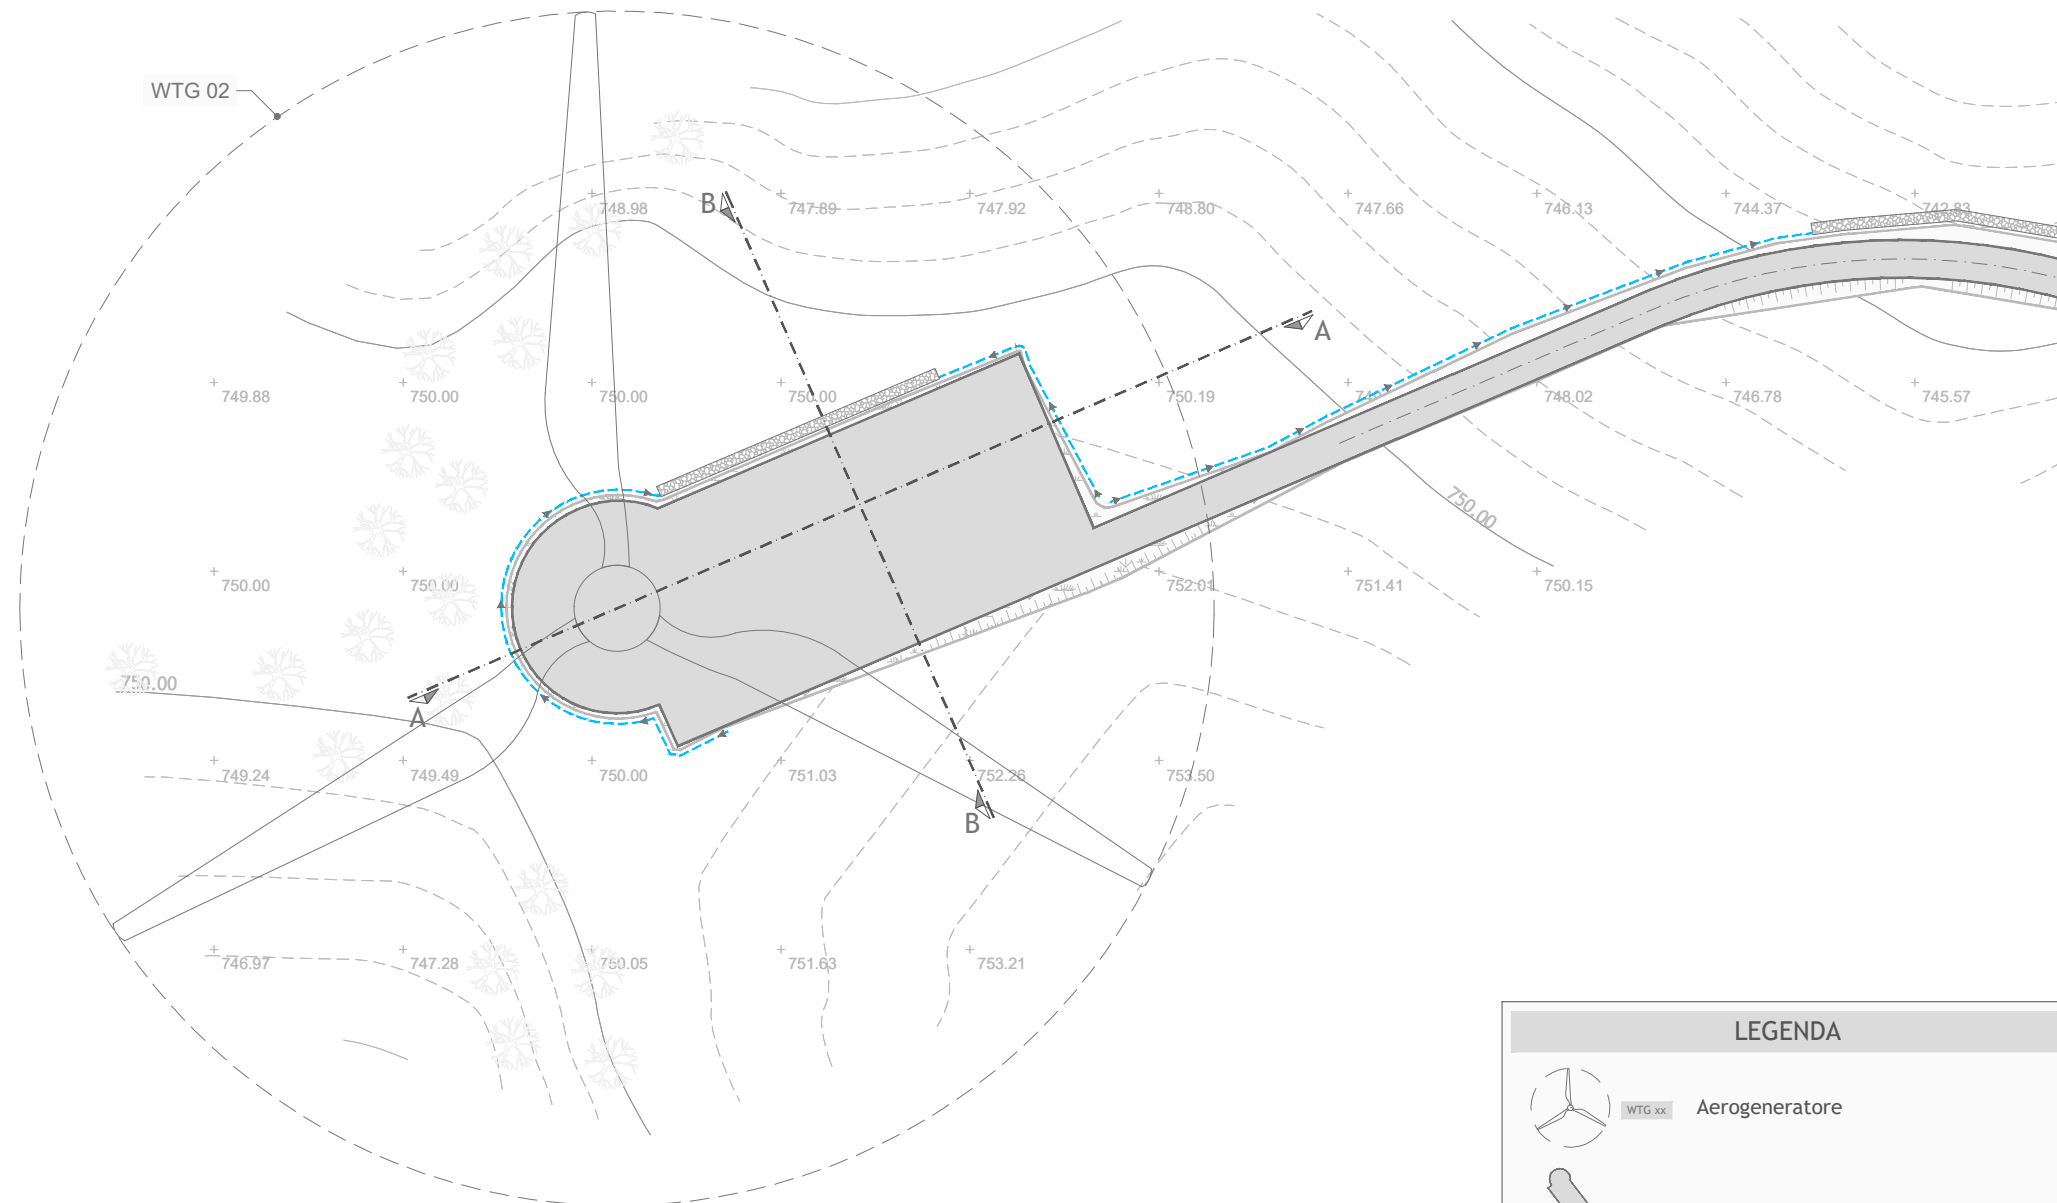 WTG 02
B
748.98 747.89 747.92 748.80 747.66 746.13 744.37 742.83
A
749.88 750.00 750.00 750.00 750.19 748.02 746.78 745.57
750.00
750.00 750.00 752.01 751.41 750.15
750.00
A
749.24 749.49 750.00 751.03 752.26 753.50
B
746.97 747.28 750.05 751.63 753.21
LEGENDA
WTG xx Aerogeneratore